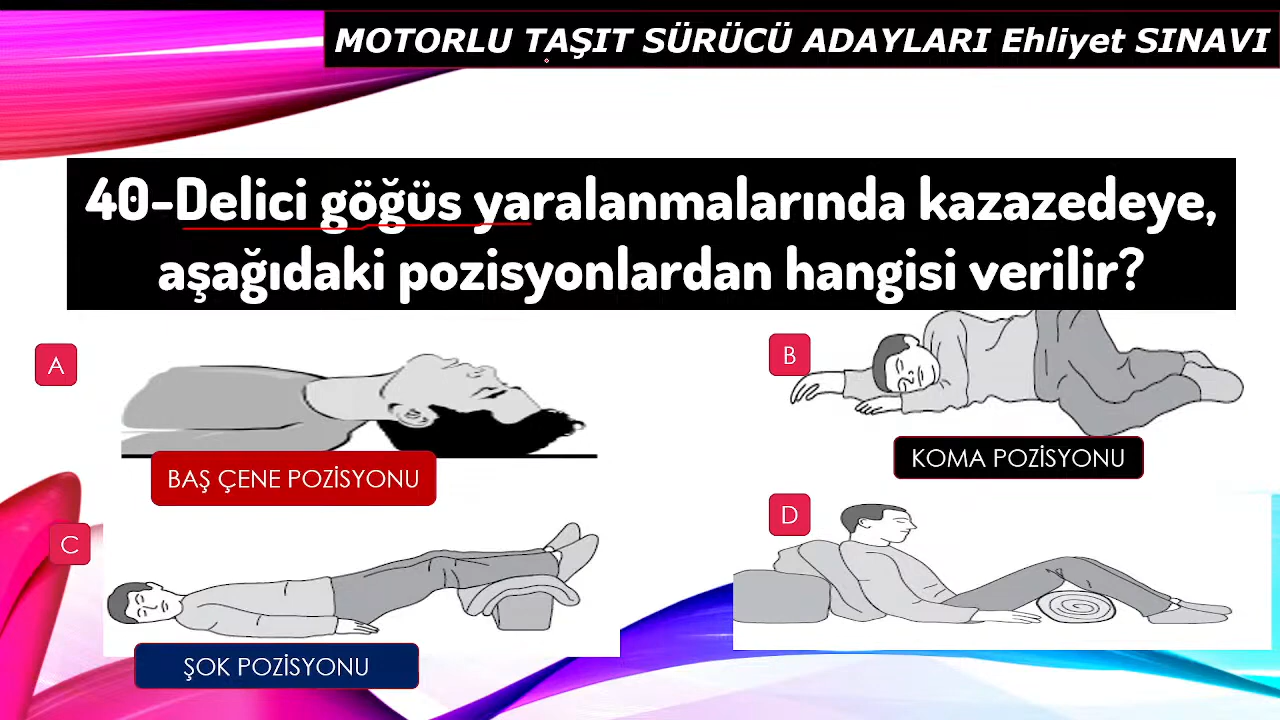 MOTORLU TAŞIT SÜRÜCÜ ADAYLARI Ehliyet SINAVI
40-Delici göğüs yaralanmalarında kazazedeye,
aşağıdaki pozisyonlardan hangisi verilir?
A
BAŞ ÇENE POZİSYONU
B
KOMA POZİSYONU
C
ŞOK POZİSYONU
D